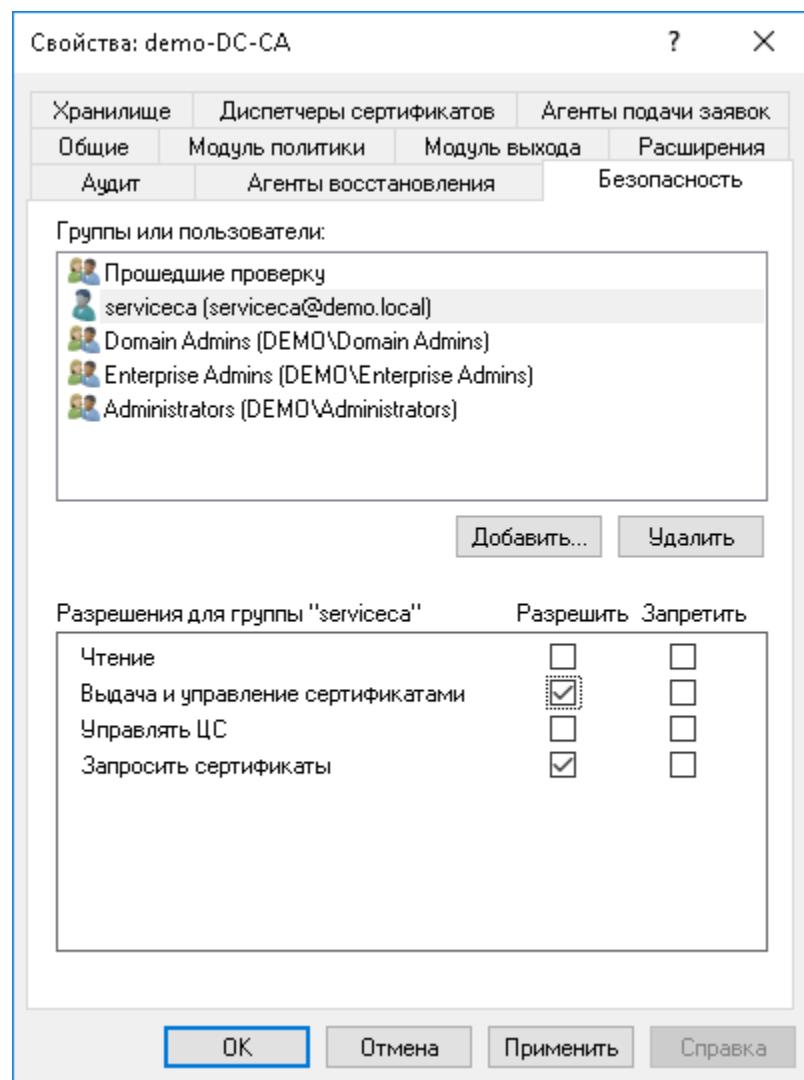 Свойства: demo-DC-CA ?
Хранилище Диспетчеры сертификатов Агенты подачи заявок
Общие Модуль политики Модуль выхода Расширения
Аудит Агенты восстановления Безопасность
Группы или пользователи:
Прошедшие проверку
serviceca (serviceca@demo.local)
Domain Admins (DEMO\Domain Admins)
Enterprise Admins (DEMO\Enterprise Admins)
Administrators (DEMO\Administrators)
Добавить... Удалить
Разрешения для группы "serviceca" Разрешить Запретить
Чтение
Выдача и управление сертификатами
Управлять ЦС
Запросить сертификаты
OK Отмена Применить Справка